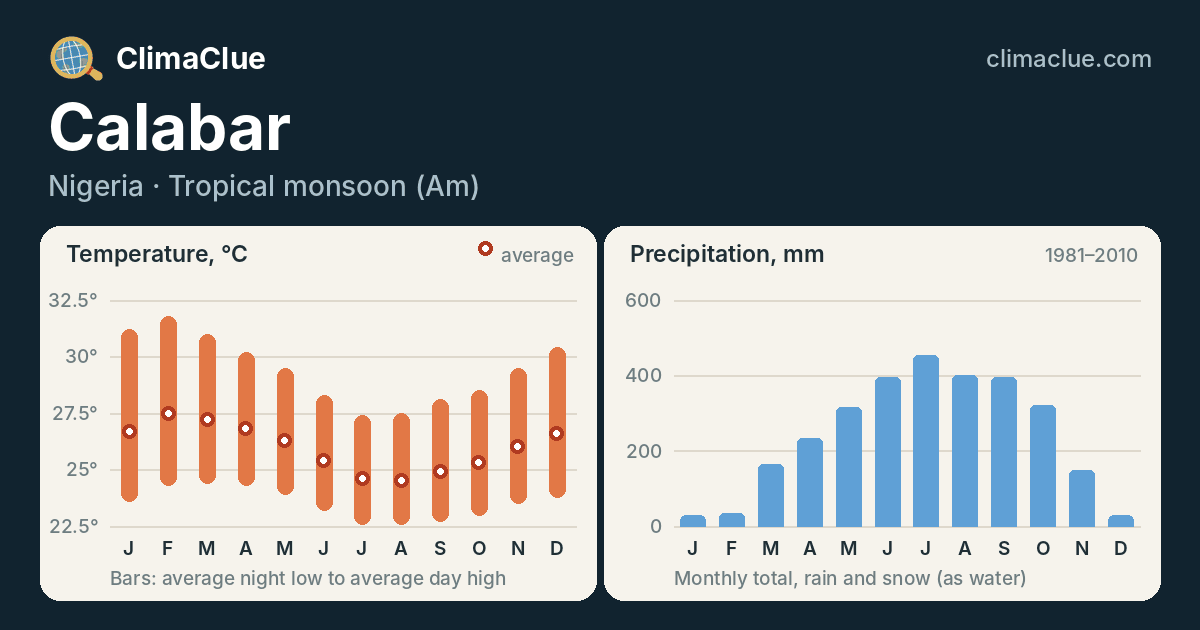 ClimaClue
climaclue.com
Calabar
Nigeria · Tropical monsoon (Am)
Temperature, °C
average
32.5°
30°
27.5°
25°
22.5°
J F M A M J J A S O N D
Bars: average night low to average day high
Precipitation, mm
1981–2010
600
400
200
0
J F M A M J J A S O N D
Monthly total, rain and snow (as water)